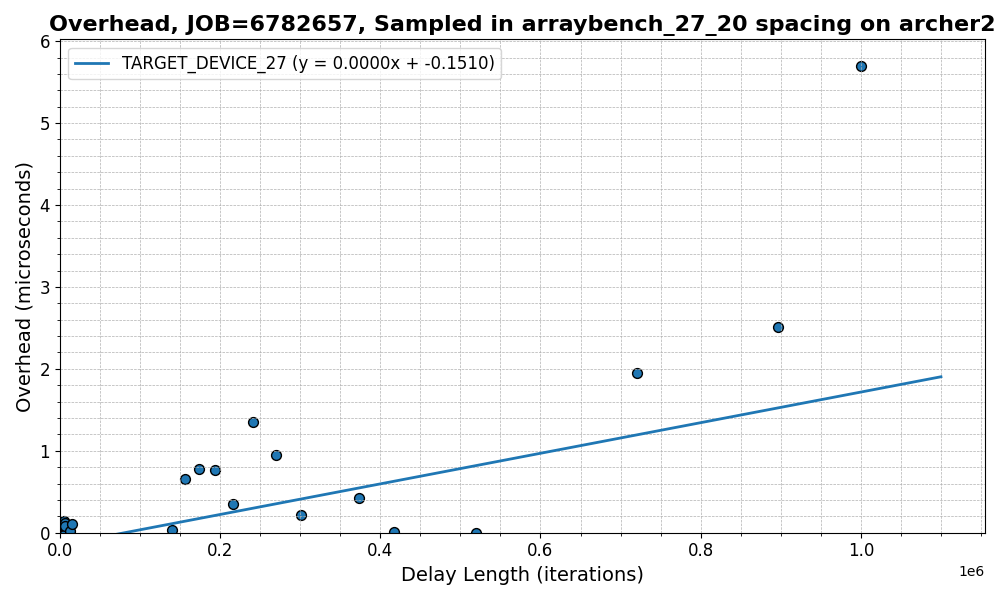 Overhead, JOB=6782657, Sampled in arraybench_27_20 spacing on archer2
TARGET_DEVICE_27 (y = 0.0000x + -0.1510)
Overhead (microseconds)
6
5
4
3
2
1
0
0.0 0.2 0.4 0.6 0.8 1.0
1e6
Delay Length (iterations)